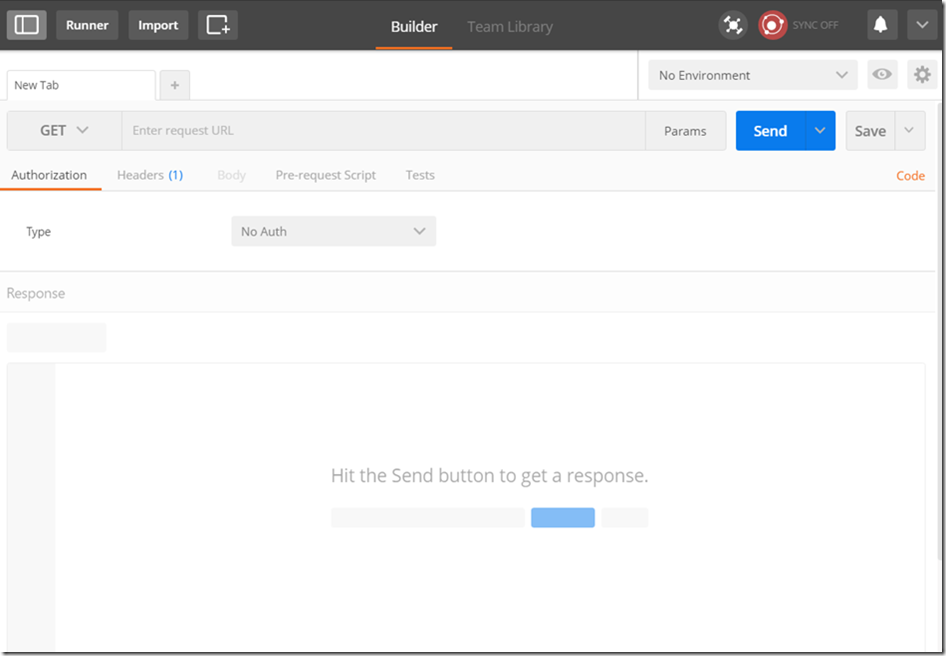 Runner Import Builder Team Library SYNC OFF
New Tab + No Environment
GET Enter request URL Params Send Save
Authorization Headers (1) Body Pre-request Script Tests Code
Type No Auth
Response
Hit the Send button to get a response.